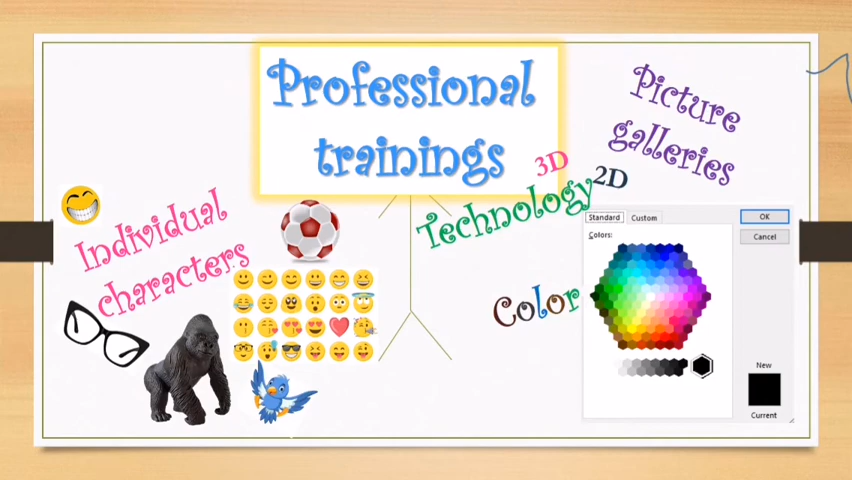 Professional
trainings
Picture
galleries
3D
2D
Technology
Individual
characters
Color
Standard
Custom
OK
Cancel
Colors:
New
Current